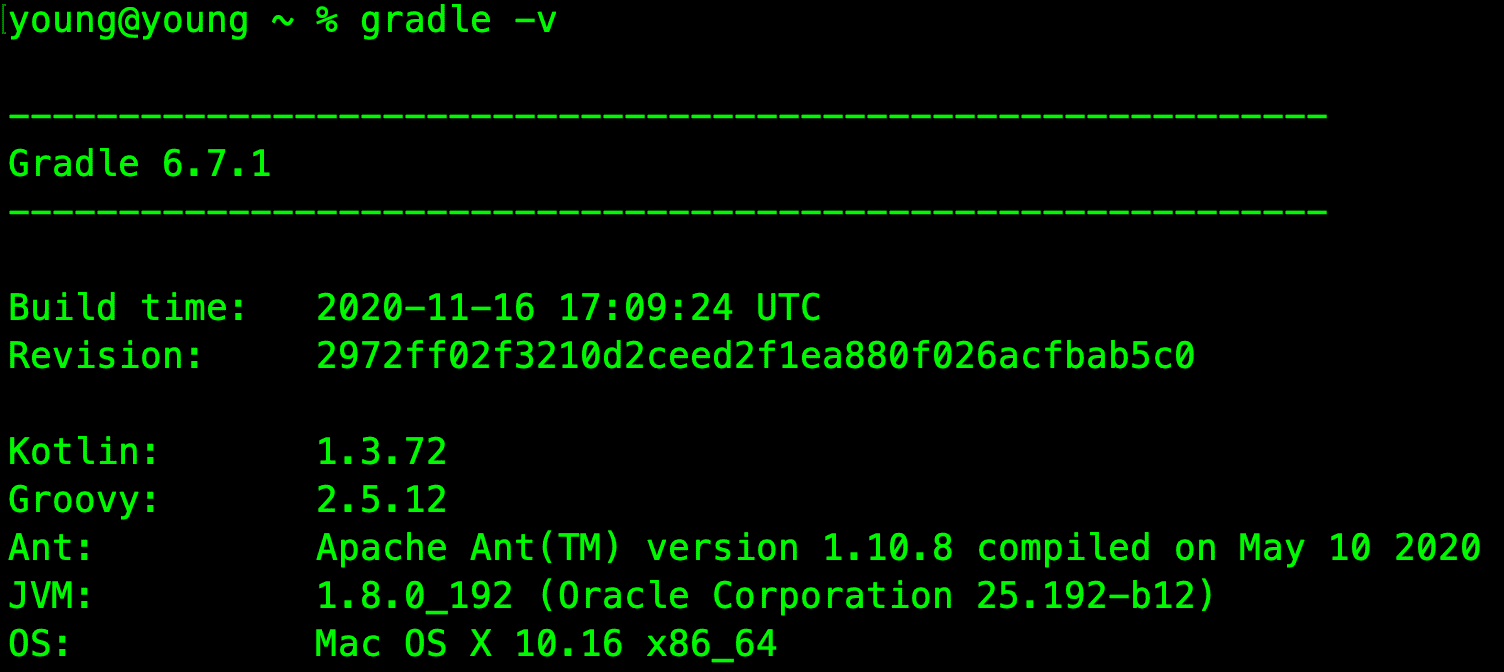 [young@young ~ % gradle -v
------------------------------------------------------------
Gradle 6.7.1
------------------------------------------------------------
Build time:   2020-11-16 17:09:24 UTC
Revision:     2972ff02f3210d2ceed2f1ea880f026acfbab5c0
Kotlin:       1.3.72
Groovy:       2.5.12
Ant:          Apache Ant(TM) version 1.10.8 compiled on May 10 2020
JVM:          1.8.0_192 (Oracle Corporation 25.192-b12)
OS:           Mac OS X 10.16 x86_64